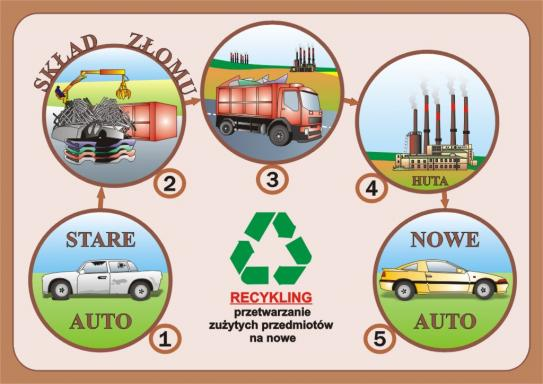 SKŁAD ZŁOMU
2
3
4
HUTA
STARE
AUTO
1
NOWE
AUTO
5
RECYKLING
przetwarzanie
zużytych przedmiotów
na nowe